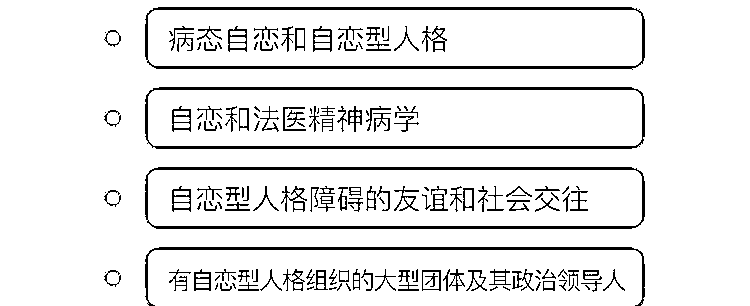 病态自恋和自恋型人格
自恋和法医精神病学
自恋型人格障碍的友谊和社会交往
有自恋型人格组织的大型团体及其政治领导人